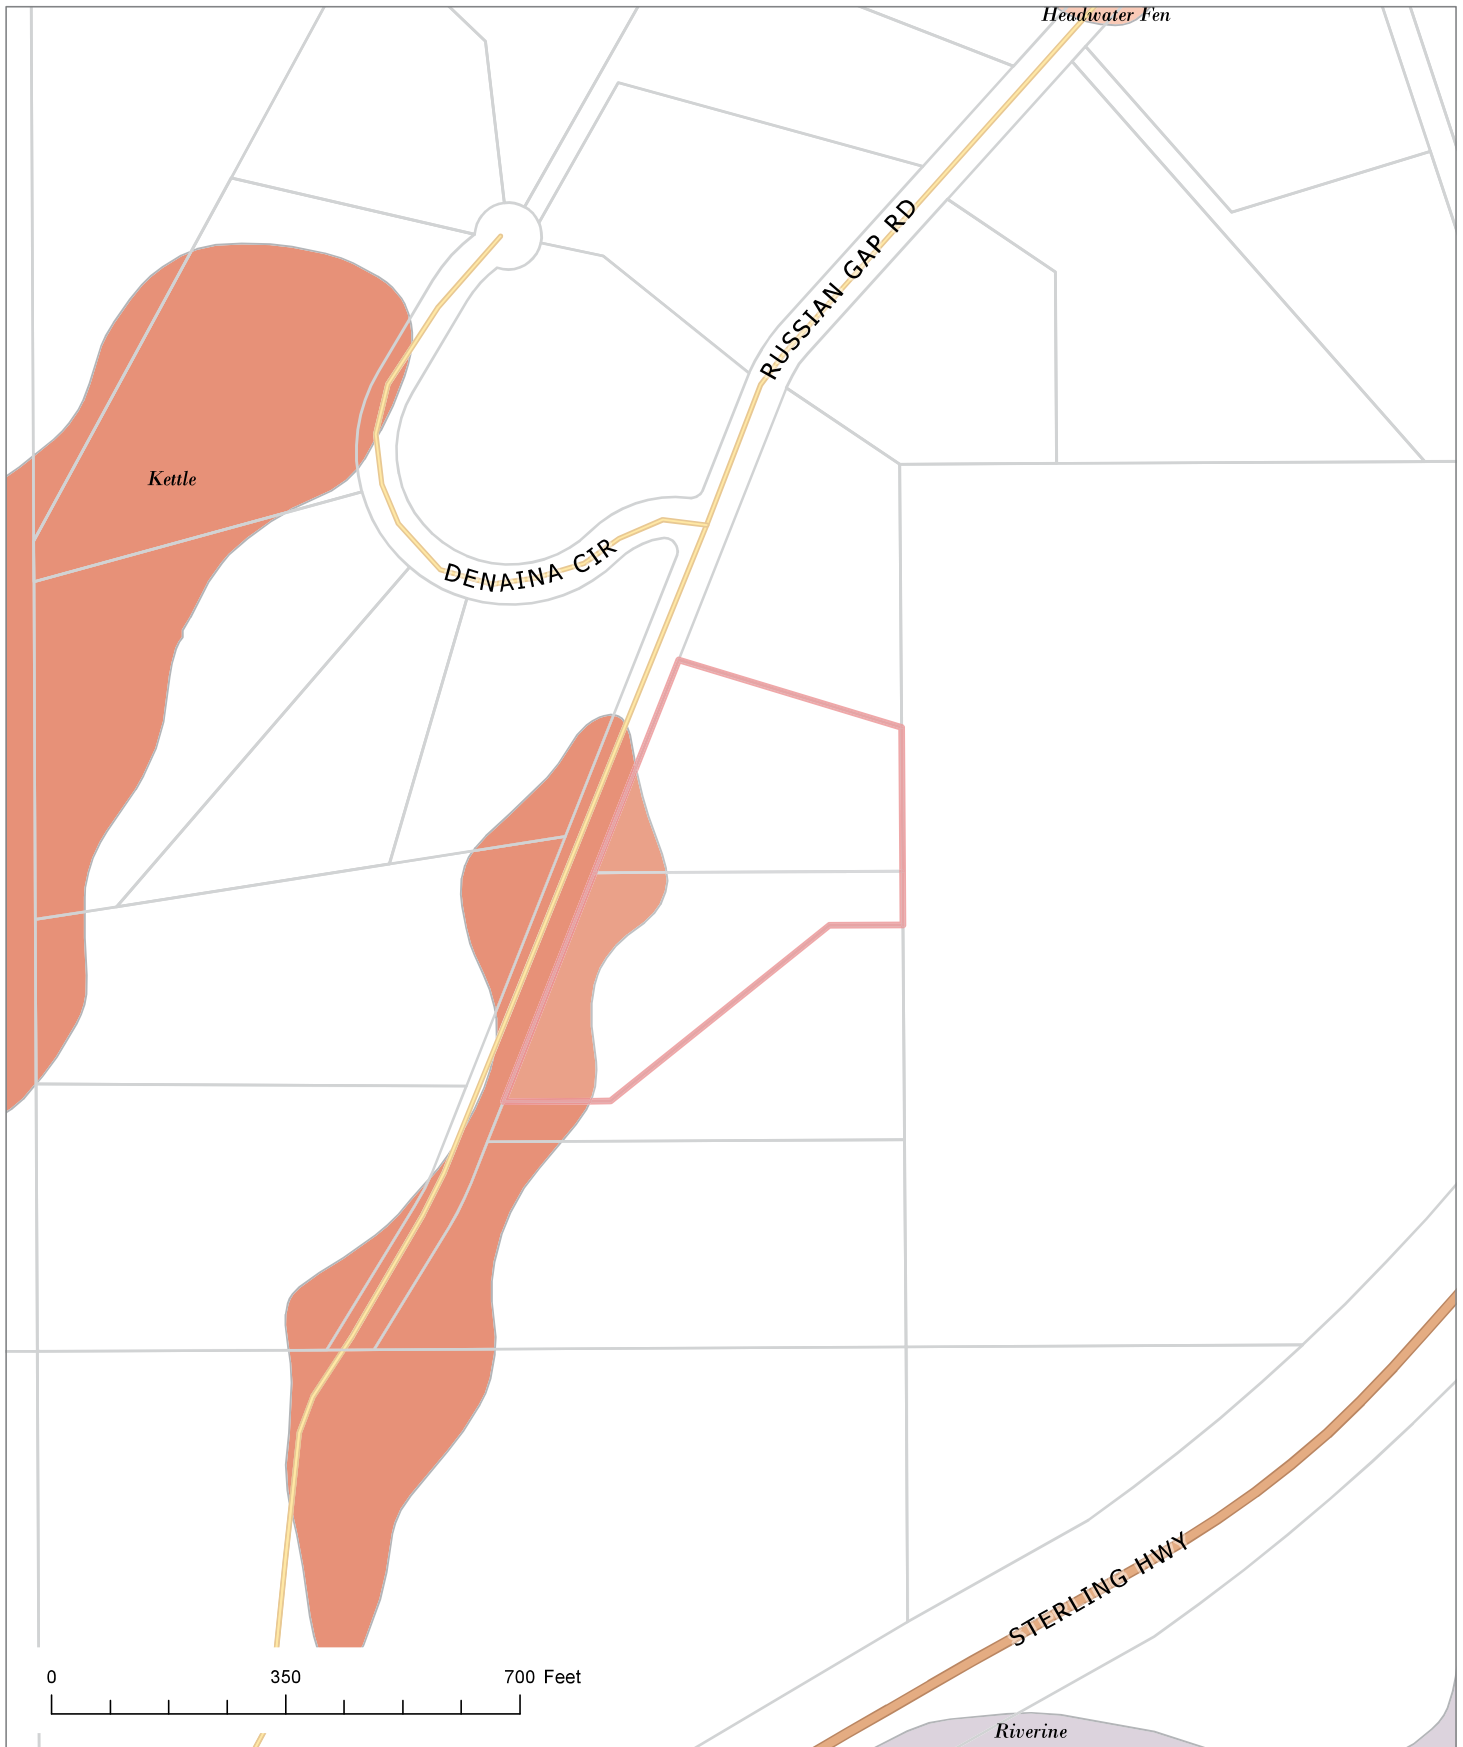 Headwater Fen
RUSSIAN GAP RD
Kettle
DENAINA CIR
STERLING HWY
0 350 700 Feet
Riverine